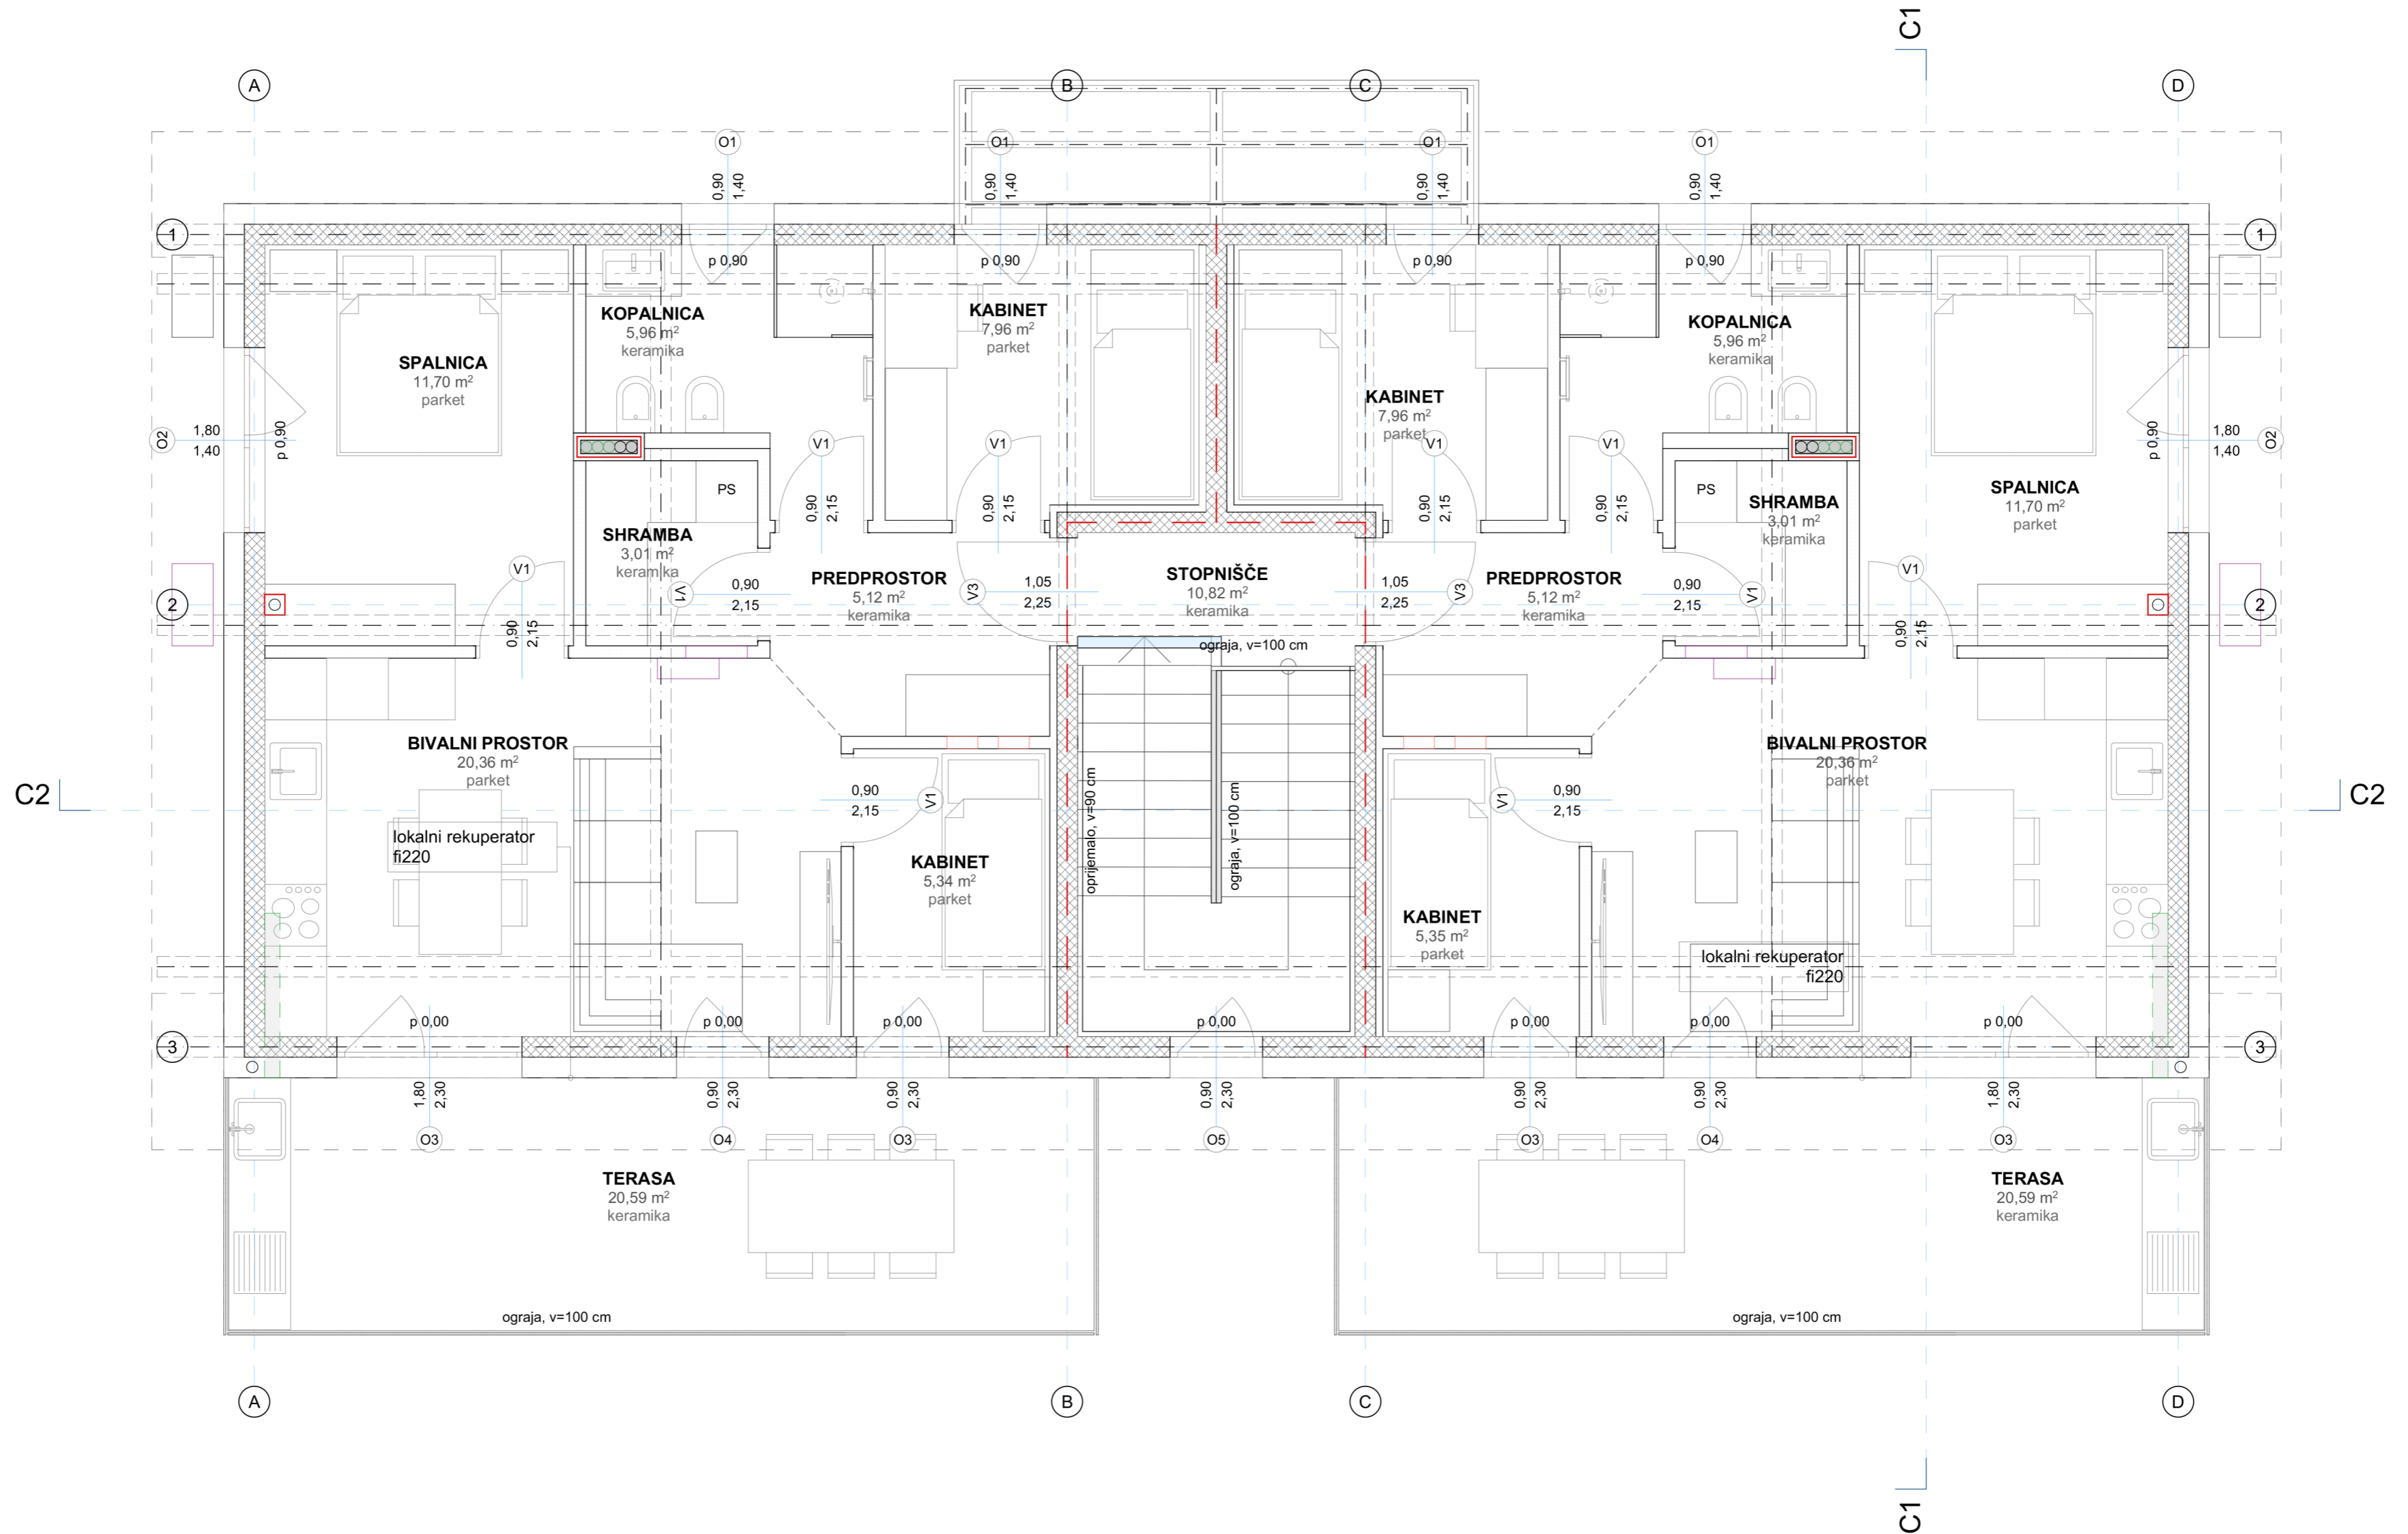 C1
A
B
C
D
O1
0,90
1,40
O1
0,90
1,40
O1
0,90
1,40
O1
0,90
1,40
1
1
p 0,90
p 0,90
p 0,90
p 0,90
KOPALNICA
5,96 m²
keramika
KABINET
7,96 m²
parket
KOPALNICA
5,96 m²
keramika
SPALNICA
11,70 m²
parket
KABINET
7,96 m²
parket
O2
1,80
1,40
p 0,90
V1
0,90
2,15
V1
0,90
2,15
V1
0,90
2,15
V1
0,90
2,15
p 0,90
1,80
1,40
O2
PS
PS
SHRAMBA
3,01 m²
keramika
SHRAMBA
3,01 m²
keramika
SPALNICA
11,70 m²
parket
V1
0,90
2,15
V1
0,90
2,15
PREDPROSTOR
5,12 m²
keramika
V3
1,05
2,25
STOPNIŠČE
10,82 m²
keramika
1,05
2,25
V3
PREDPROSTOR
5,12 m²
keramika
0,90
2,15
V1
V1
0,90
2,15
2
2
ograja, v=100 cm
BIVALNI PROSTOR
20,36 m²
parket
BIVALNI PROSTOR
20,36 m²
parket
C2
C2
0,90
2,15
V1
V1
0,90
2,15
oprijemalo, v=90 cm
ograja, v=100 cm
lokalni rekuperator
fi220
KABINET
5,34 m²
parket
KABINET
5,35 m²
parket
lokalni rekuperator
fi220
p 0,00
p 0,00
p 0,00
p 0,00
p 0,00
p 0,00
p 0,00
3
3
1,80
2,30
0,90
2,30
0,90
2,30
0,90
2,30
0,90
2,30
0,90
2,30
1,80
2,30
O3
O4
O3
O5
O3
O4
O3
TERASA
20,59 m²
keramika
TERASA
20,59 m²
keramika
ograja, v=100 cm
ograja, v=100 cm
A
B
C
D
C1